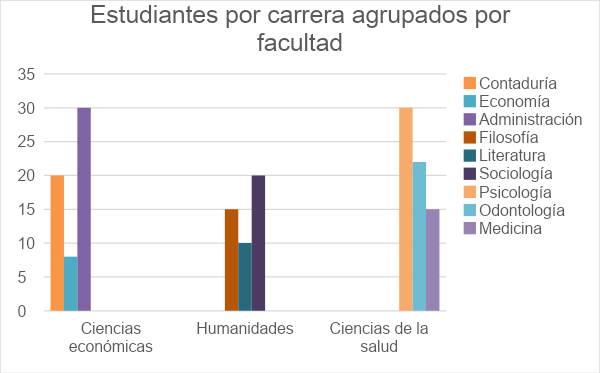 Estudiantes por carrera agrupados por
facultad
35
30
25
20
15
10
5
0
Ciencias
económicas
Humanidades
Ciencias de la
salud
Contaduría
Economía
Administración
Filosofía
Literatura
Sociología
Psicología
Odontología
Medicina